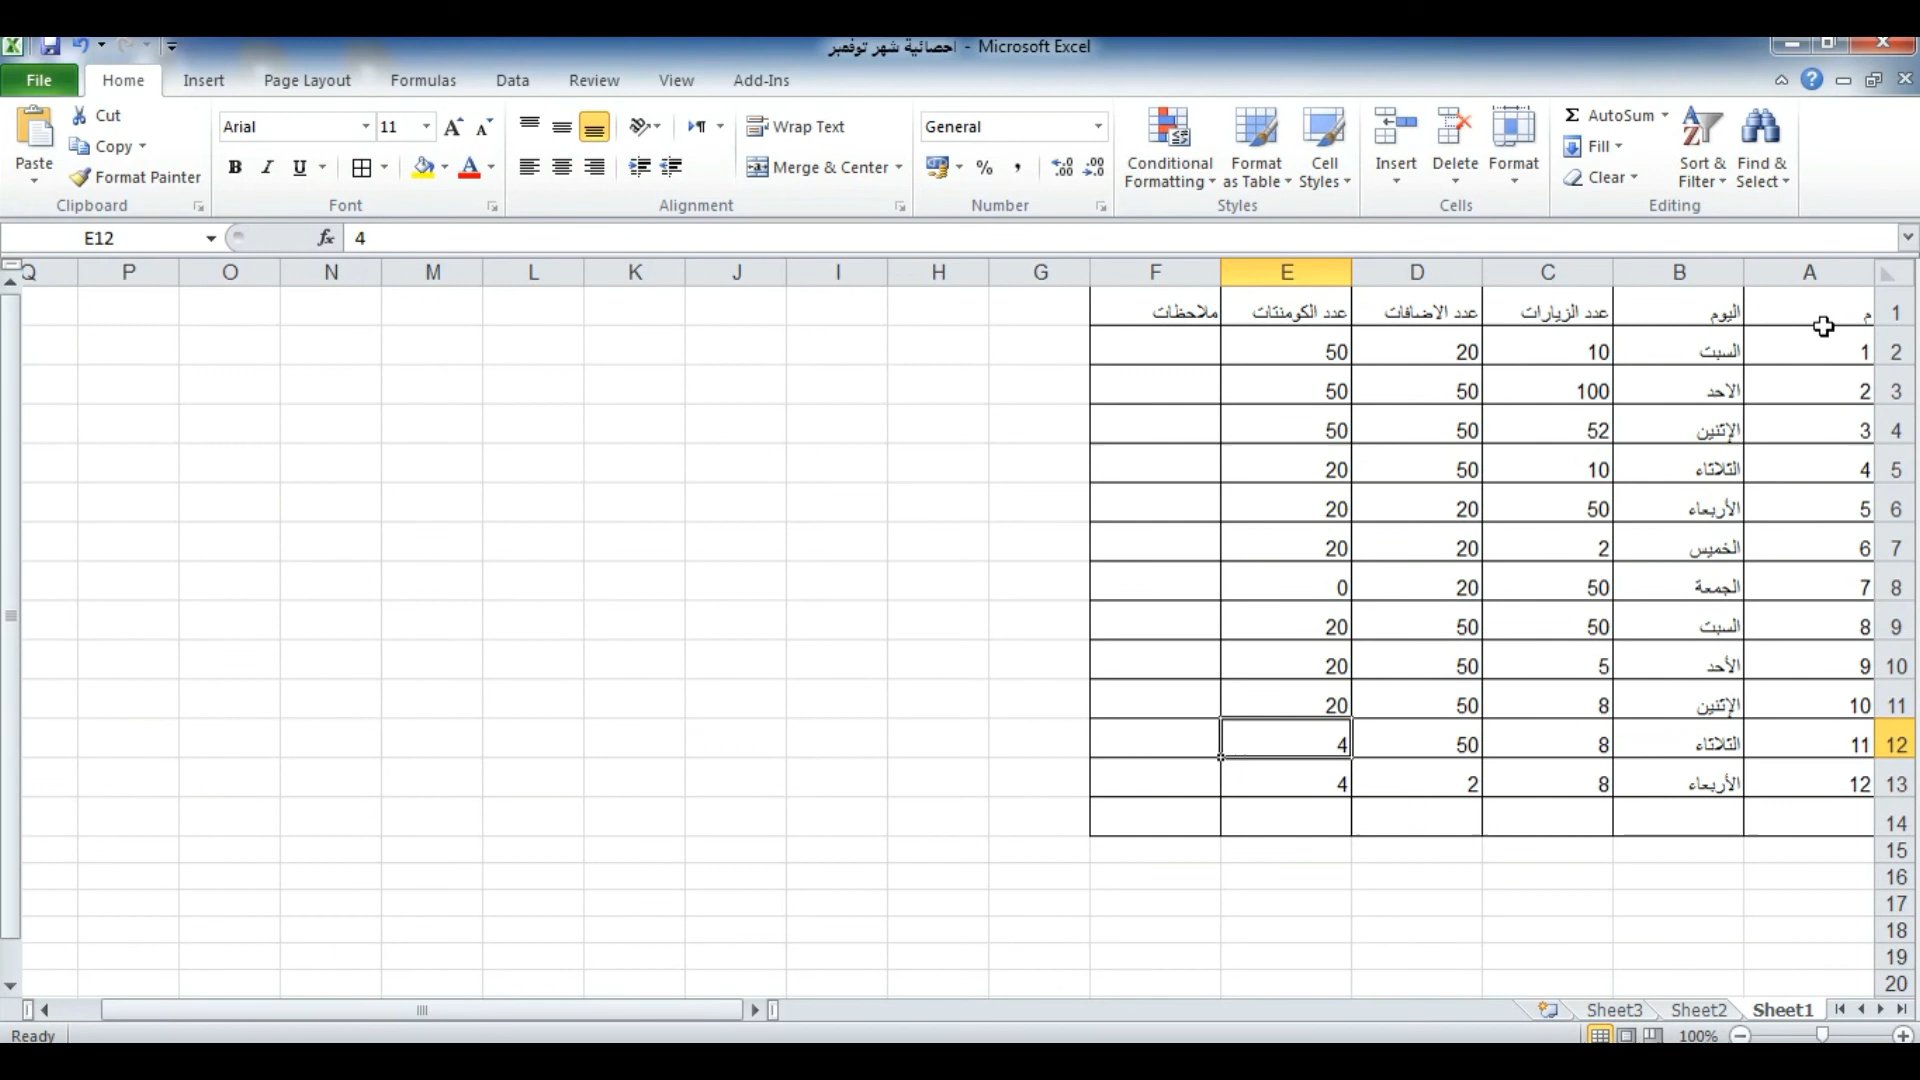 احصائية شهر توفمبر - Microsoft Excel
File Home Insert Page Layout Formulas Data Review View Add-Ins
Paste
Cut
Copy
Format Painter
Clipboard
Arial 11
B I U A
Font
Wrap Text
Merge & Center
Alignment
General
% ,
Number
Conditional Formatting
Format as Table
Cell Styles
Styles
Insert Delete Format
Cells
AutoSum
Fill
Clear
Sort & Filter
Find & Select
Editing
E12 fx 4
Q P O N M L K J I H G F E D C B A
1 م اليوم عدد الزيارات عدد الاضافات عدد الكومنتات ملاحظات
2 1 السبت 10 20 50
3 2 الاحد 100 50 50
4 3 الإثنين 52 50 50
5 4 الثلاثاء 10 50 20
6 5 الأربعاء 50 20 20
7 6 الخميس 2 20 20
8 7 الجمعة 50 20 0
9 8 السبت 50 50 20
10 9 الأحد 5 50 20
11 10 الإثنين 8 50 20
12 11 الثلاثاء 8 50 4
13 12 الأربعاء 8 2 4
14
15
16
17
18
19
20
Sheet3 Sheet2 Sheet1
Ready 100%